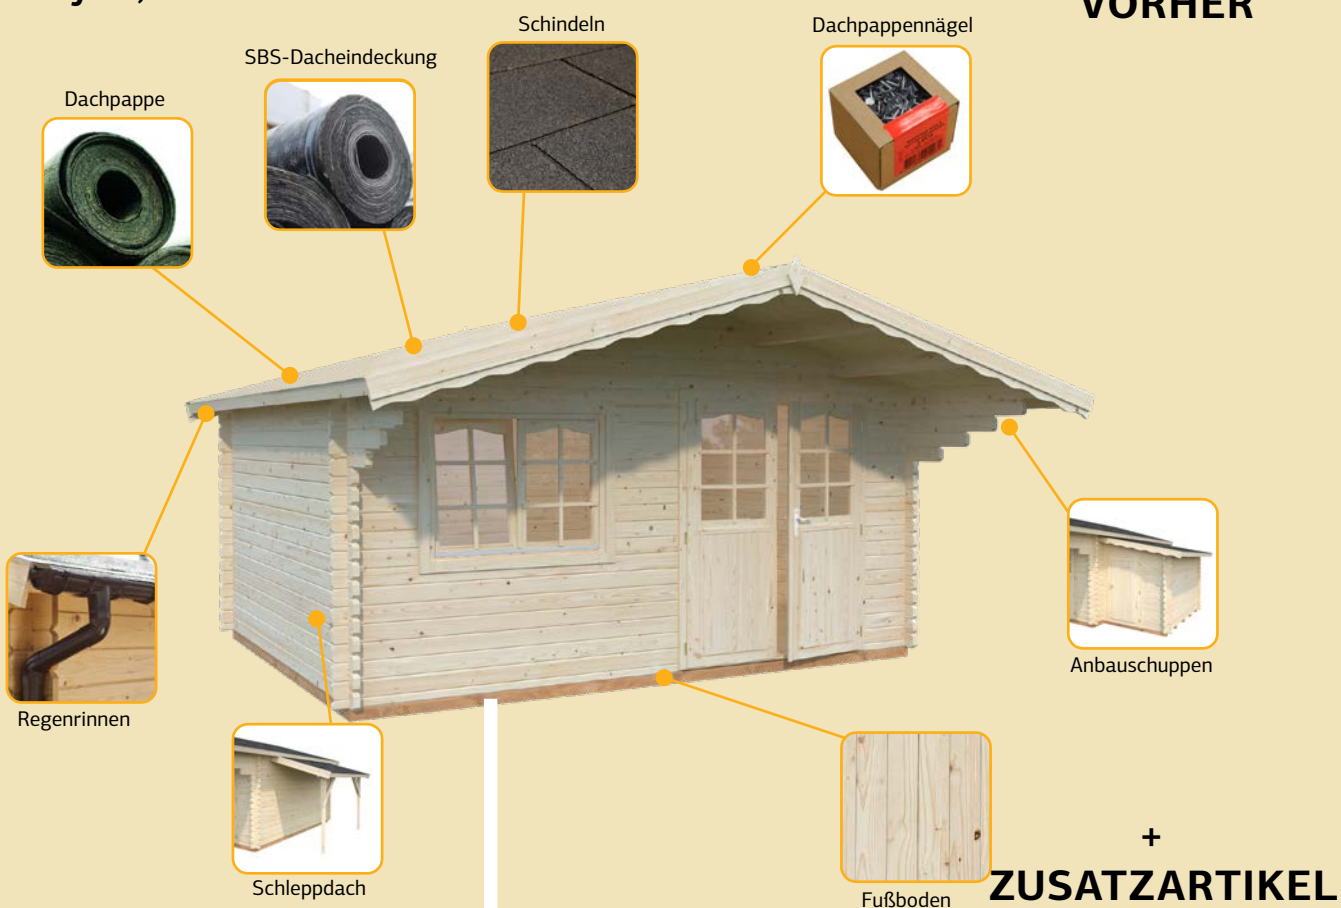 VORHER
Schindeln
Dachpappennägel
SBS-Dacheindeckung
Dachpappe
Regenrinnen
Anbauschuppen
Schleppdach
Fußboden
+
ZUSATZARTIKEL